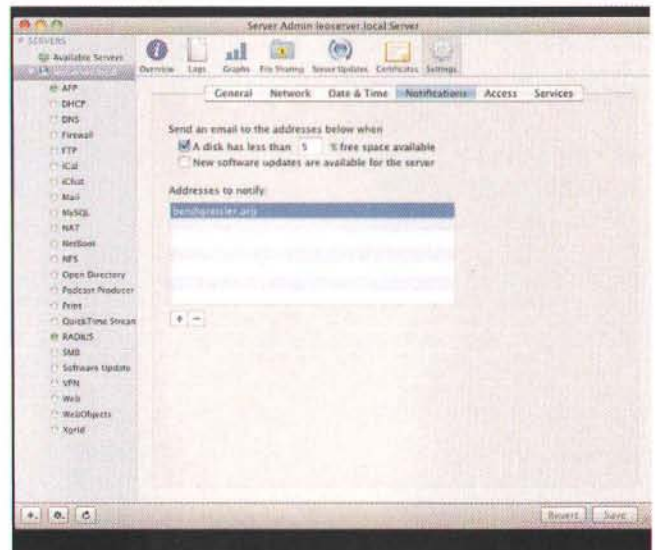 Server Admin leoserver.local:Server
SERVERS
Available Servers
AFP
DHCP
DNS
Firewall
FTP
iCal
iChat
Mail
MySQL
NAT
NetBoot
NFS
Open Directory
Podcast Producer
Print
QuickTime Stream
RADIUS
SMB
Software Update
VPN
Web
WebObjects
Xgrid
Overview Logs Graphs File Sharing Server Updates Certificates Settings
General Network Date & Time Notifications Access Services
Send an email to the addresses below when
A disk has less than 5 % free space available
New software updates are available for the server
Addresses to notify:
+ −
Revert Save